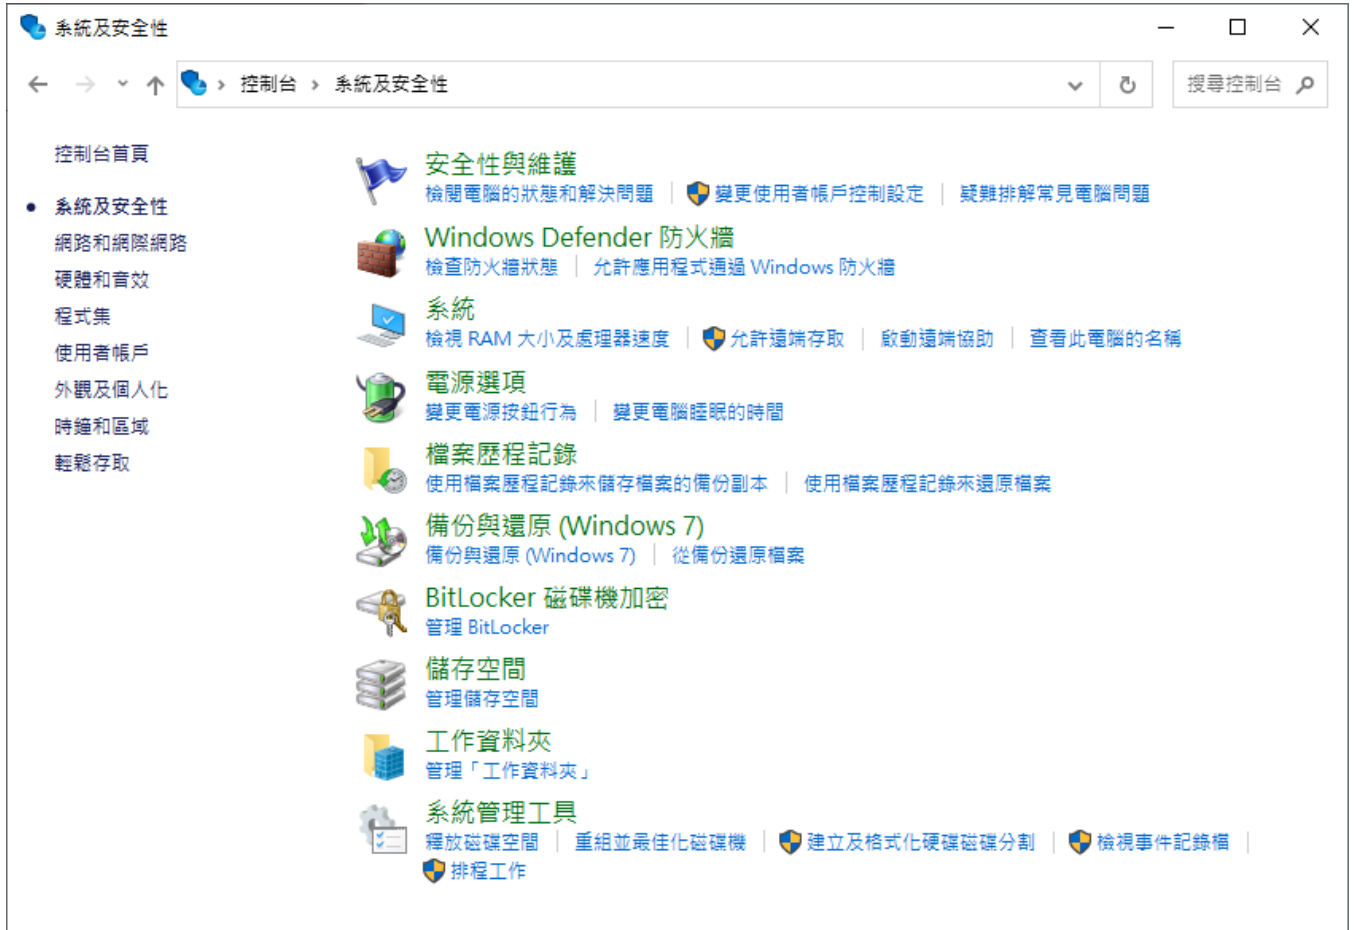 系統及安全性
控制台 › 系統及安全性
搜尋控制台
控制台首頁
系統及安全性
網路和網際網路
硬體和音效
程式集
使用者帳戶
外觀及個人化
時鐘和區域
輕鬆存取
安全性與維護
檢閱電腦的狀態和解決問題 | 變更使用者帳戶控制設定 | 疑難排解常見電腦問題
Windows Defender 防火牆
檢查防火牆狀態 | 允許應用程式通過 Windows 防火牆
系統
檢視 RAM 大小及處理器速度 | 允許遠端存取 | 啟動遠端協助 | 查看此電腦的名稱
電源選項
變更電源按鈕行為 | 變更電腦睡眠的時間
檔案歷程記錄
使用檔案歷程記錄來儲存檔案的備份副本 | 使用檔案歷程記錄來還原檔案
備份與還原 (Windows 7)
備份與還原 (Windows 7) | 從備份還原檔案
BitLocker 磁碟機加密
管理 BitLocker
儲存空間
管理儲存空間
工作資料夾
管理「工作資料夾」
系統管理工具
釋放磁碟空間 | 重組並最佳化磁碟機 | 建立及格式化硬碟磁碟分割 | 檢視事件記錄檔 |
排程工作